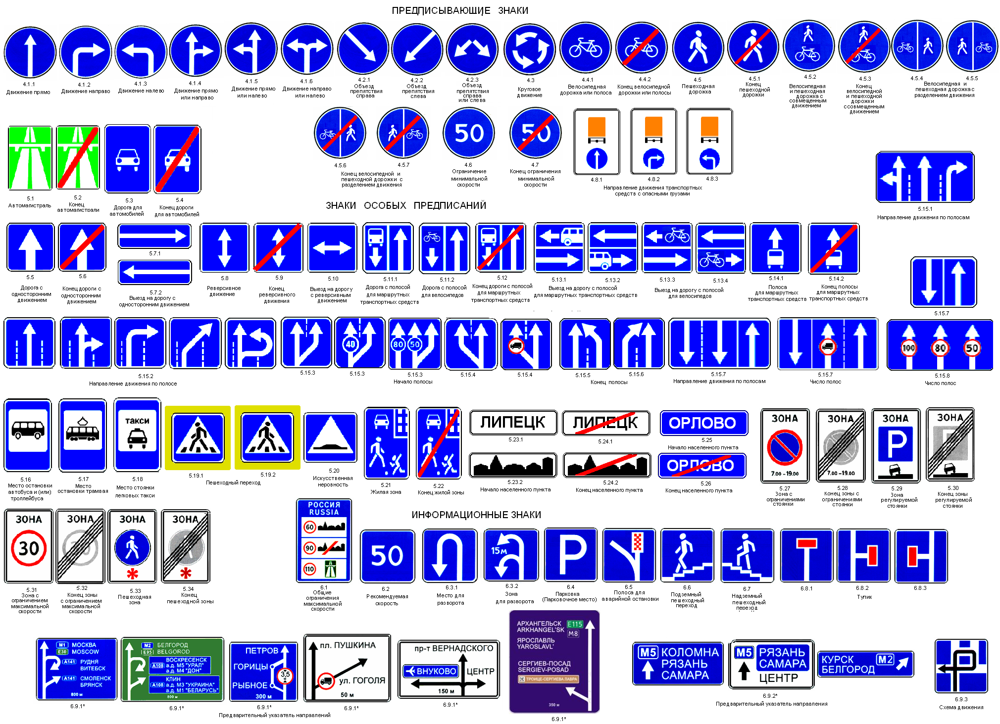 ПРЕДПИСЫВАЮЩИЕ ЗНАКИ
4.1.1
Движение прямо
4.1.2
Движение направо
4.1.3
Движение налево
4.1.4
Движение прямо
или направо
4.1.5
Движение прямо
или налево
4.1.6
Движение направо
или налево
4.2.1
Объезд
препятствия
справа
4.2.2
Объезд
препятствия
слева
4.2.3
Объезд
препятствия
справа
или слева
4.3
Круговое
движение
4.4.1
Велосипедная
дорожка или полоса
4.4.2
Конец велосипедной
дорожки или полосы
4.5
Пешеходная
дорожка
4.5.1
Конец
пешеходной
дорожки
4.5.2
Велосипедная
и пешеходная
дорожка с
совмещенным
движением
4.5.3
Конец
велосипедной
и пешеходной
дорожки
ссовмещенным
движением
4.5.4
4.5.5
Велосипедная и
пешеходная дорожка с
разделением движения
4.5.6
4.5.7
Конец велосипедной и
пешеходной дорожки с
разделением движения
50
4.6
Ограничение
минимальной
скорости
50
4.7
Конец ограничения
минимальной
скорости
4.8.1
4.8.2
4.8.3
Направление движения транспортных
средств с опасными грузами
5.1
Автомагистраль
5.2
Конец
автомагистрали
5.3
Дорога для
автомобилей
5.4
Конец дороги
для автомобилей
ЗНАКИ ОСОБЫХ ПРЕДПИСАНИЙ
5.15.1
Направление движения по полосам
5.5
Дорога с
односторонним
движением
5.6
Конец дороги с
односторонним
движением
5.7.1
5.7.2
Выезд на дорогу с
односторонним движением
5.8
Реверсивное
движение
5.9
Конец
реверсивного
движения
5.10
Выезд на дорогу
с реверсивным
движением
5.11.1
Дорога с полосой
для маршрутных
транспортных средств
5.11.2
Дорога с полосой
для велосипедов
5.12
Конец дороги с полосой
для маршрутных
транспортных средств
5.13.1
5.13.2
Выезд на дорогу с полосой
для маршрутных транспортных средств
5.13.3
5.13.4
Выезд на дорогу с полосой
для велосипедов
5.14.1
Полоса
для маршрутных
транспортных средств
5.14.2
Конец полосы
для маршрутных
транспортных средств
5.15.7
5.15.2
Направление движения по полосе
5.15.3
40
5.15.3
80 50
5.15.3
Начало полосы
5.15.4
5.15.4
5.15.5
5.15.6
Конец полосы
5.15.7
Направление движения по полосам
5.15.7
Число полос
100 80 50
5.15.8
Число полос
5.16
Место остановки
автобуса и (или)
троллейбуса
5.17
Место
остановки трамвая
такси
5.18
Место стоянки
легковых такси
5.19.1
5.19.2
Пешеходный переход
5.20
Искусственная
неровность
5.21
Жилая зона
5.22
Конец жилой зоны
ЛИПЕЦК
5.23.1
ЛИПЕЦК
5.24.1
ОРЛОВО
5.25
Начало населенного пункта
5.23.2
Начало населенного пункта
5.24.2
Конец населенного пункта
ОРЛОВО
5.26
Конец населенного пункта
ЗОНА
7.00 -19.00
5.27
Зона с
ограничениями
стоянки
ЗОНА
7.00 -19.00
5.28
Конец зоны с
ограничениями
стоянки
ЗОНА
P
5.29
Зона
регулируемой
стоянки
ЗОНА
P
5.30
Конец зоны
регулируемой
стоянки
ЗОНА
30
5.31
Зона с
ограничением
максимальной
скорости
ЗОНА
30
5.32
Конец зоны
с ограничением
максимальной
скорости
ЗОНА
5.33
Пешеходная
зона
ЗОНА
5.34
Конец
пешеходной зоны
ИНФОРМАЦИОННЫЕ ЗНАКИ
РОССИЯ
RUSSIA
60
90
110
6.1
Общие
ограничения
максимальной
скорости
50
6.2
Рекомендуемая
скорость
6.3.1
Место для
разворота
15м
6.3.2
Зона
для разворота
P
6.4
Парковка
(Парковочное место)
6.5
Полоса для
аварийной остановки
6.6
Подземный
пешеходный
переход
6.7
Надземный
пешеходный
переход
6.8.1
6.8.2
Тупик
6.8.3
М1 МОСКВА
E30 MOSCOW
А141 РУДНЯ
ВИТЕБСК
А141 СМОЛЕНСК
БРЯНСК
800 м
6.9.1*
М2 БЕЛГОРОД
E95 BELGOROD
ВОСКРЕСЕНСК
А108 а.д. М5 "УРАЛ"
а.д. М4 "ДОН"
КЛИН
А108 а.д. М3 "УКРАИНА"
а.д. М1 "БЕЛАРУСЬ"
800 м
6.9.1*
ПЕТРОВ
ГОРИЦЫ
3,5
РЫБНОЕ
300 м
6.9.1*
Предварительный указатель направлений
пл. ПУШКИНА
ул. ГОГОЛЯ
50 м
6.9.1*
пр-т ВЕРНАДСКОГО
ВНУКОВО ЦЕНТР
150 м
6.9.1*
АРХАНГЕЛЬСК E115
ARKHANGEL'SK
М8
ЯРОСЛАВЛЬ
YAROSLAVL'
СЕРГИЕВ-ПОСАД
SERGIEV-POSAD
ТРОИЦЕ-СЕРГИЕВА ЛАВРА
350 м
6.9.1*
М5 КОЛОМНА
РЯЗАНЬ
САМАРА
М5 РЯЗАНЬ
САМАРА
ЦЕНТР
6.9.2*
Предварительный указатель направления
КУРСК М2
БЕЛГОРОД
6.9.3
Схема движения